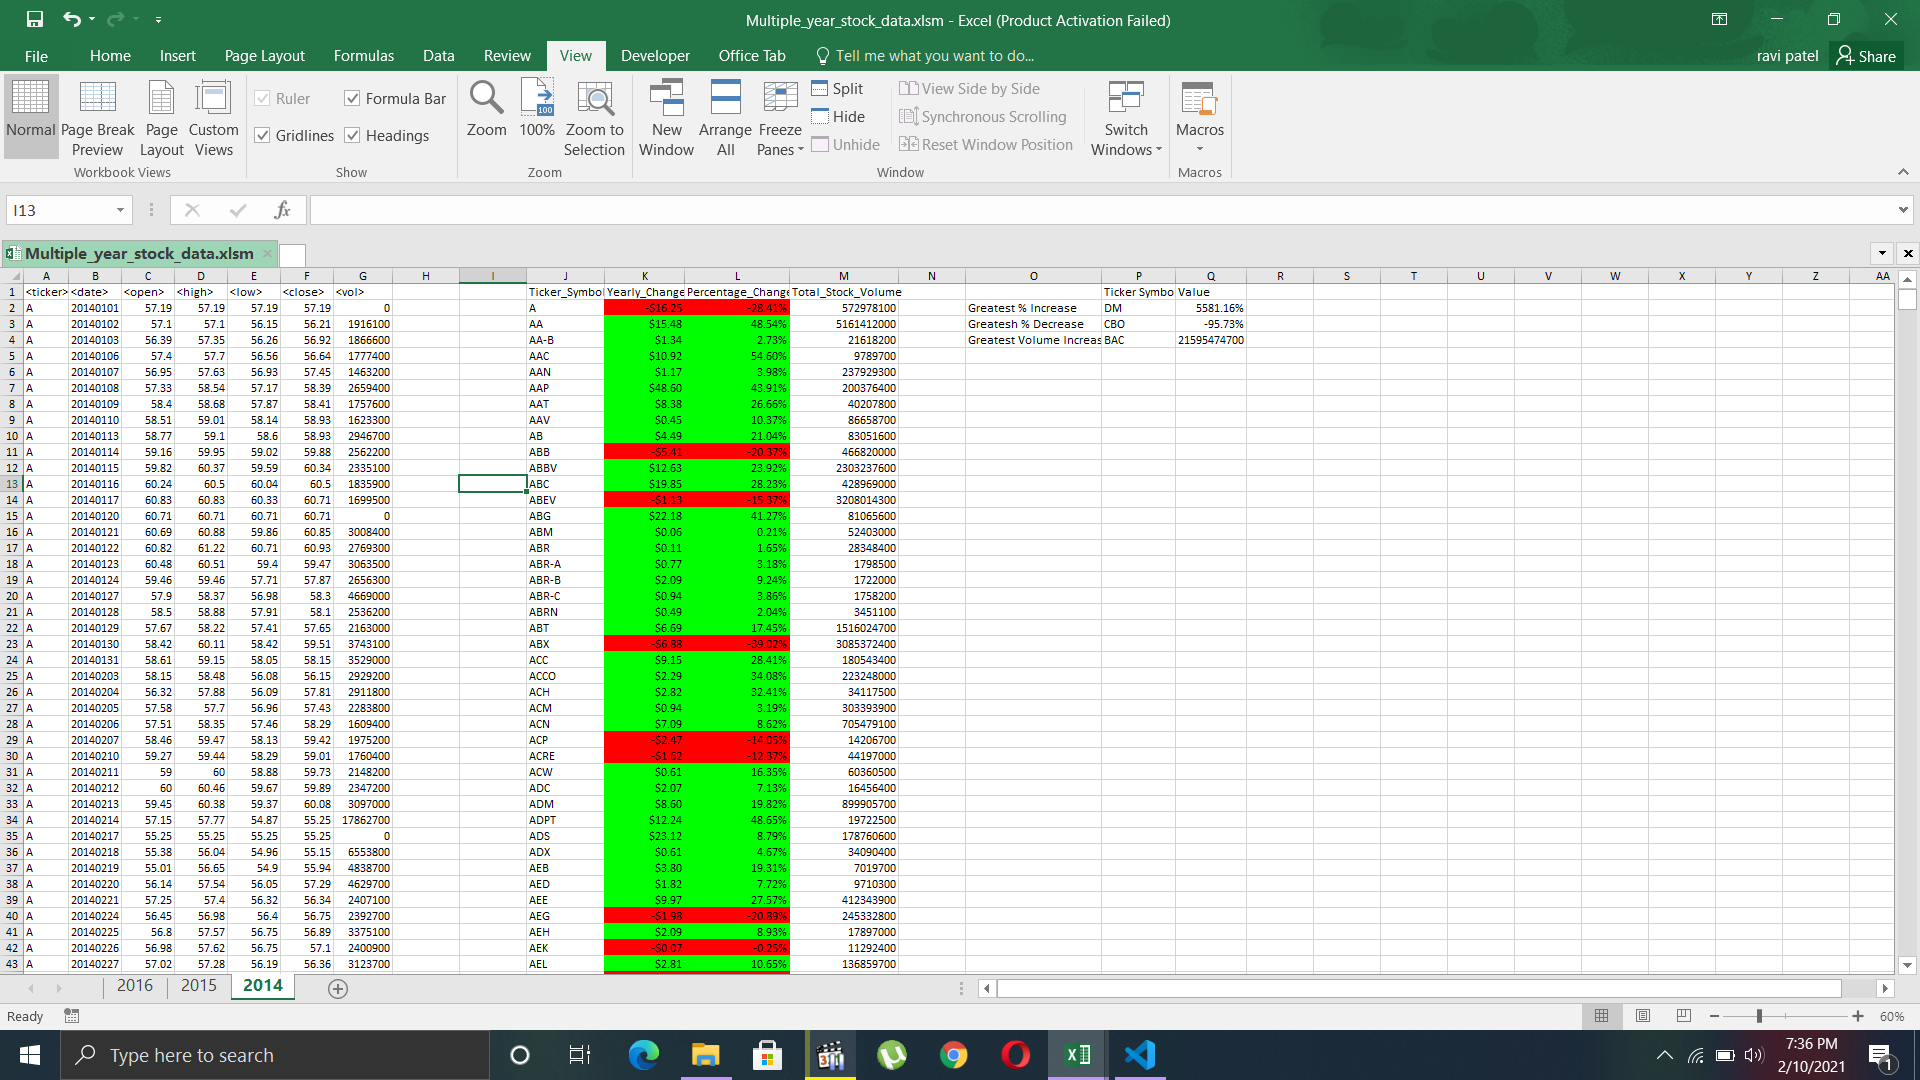 Multiple_year_stock_data.xlsm - Excel (Product Activation Failed)
File Home Insert Page Layout Formulas Data Review View Developer Office Tab Tell me what you want to do... ravi patel Share
Normal Page Break Preview Page Layout Custom Views
Workbook Views
Ruler Formula Bar
Gridlines Headings
Show
Zoom 100% Zoom to Selection
100
Zoom
New Window Arrange All Freeze Panes
Split View Side by Side
Hide Synchronous Scrolling
Unhide Reset Window Position
Switch Windows
Window
Macros
Macros
I13 fx
Multiple_year_stock_data.xlsm
A B C D E F G H I J K L M N O P Q R S T U V W X Y Z AA
1 <ticker> <date> <open> <high> <low> <close> <vol> Ticker_Symbol Yearly_Change Percentage_Change Total_Stock_Volume Ticker Symbo Value
2 A 20140101 57.19 57.19 57.19 57.19 0 A -$16.25 -28.41% 572978100 Greatest % Increase DM 5581.16%
3 A 20140102 57.1 57.1 56.15 56.21 1916100 AA $15.48 48.54% 5161412000 Greatesh % Decrease CBO -95.73%
4 A 20140103 56.39 57.35 56.26 56.92 1866600 AA-B $1.34 2.73% 21618200 Greatest Volume Increas BAC 21595474700
5 A 20140106 57.4 57.7 56.56 56.64 1777400 AAC $10.92 54.60% 9789700
6 A 20140107 56.95 57.63 56.93 57.45 1463200 AAN $1.17 3.98% 237929300
7 A 20140108 57.33 58.54 57.17 58.39 2659400 AAP $48.60 43.91% 200376400
8 A 20140109 58.4 58.68 57.87 58.41 1757600 AAT $8.38 26.66% 40207800
9 A 20140110 58.51 59.01 58.14 58.93 1623300 AAV $0.45 10.37% 86658700
10 A 20140113 58.77 59.1 58.6 58.93 2946700 AB $4.49 21.04% 83051600
11 A 20140114 59.16 59.95 59.02 59.88 2562200 ABB -$5.41 -20.37% 466820000
12 A 20140115 59.82 60.37 59.59 60.34 2335100 ABBV $12.63 23.92% 2303237600
13 A 20140116 60.24 60.5 60.04 60.5 1835900 ABC $19.85 28.23% 428969000
14 A 20140117 60.83 60.83 60.33 60.71 1699500 ABEV -$1.13 -15.37% 3208014300
15 A 20140120 60.71 60.71 60.71 60.71 0 ABG $22.18 41.27% 81065600
16 A 20140121 60.69 60.88 59.86 60.85 3008400 ABM $0.06 0.21% 52403000
17 A 20140122 60.82 61.22 60.71 60.93 2769300 ABR $0.11 1.65% 28348400
18 A 20140123 60.48 60.51 59.4 59.47 3063500 ABR-A $0.77 3.18% 1798500
19 A 20140124 59.46 59.46 57.71 57.87 2656300 ABR-B $2.09 9.24% 1722000
20 A 20140127 57.9 58.37 56.98 58.3 4669000 ABR-C $0.94 3.86% 1758200
21 A 20140128 58.5 58.88 57.91 58.1 2536200 ABRN $0.49 2.04% 3451100
22 A 20140129 57.67 58.22 57.41 57.65 2163000 ABT $6.69 17.45% 1516024700
23 A 20140130 58.42 60.11 58.42 59.51 3743100 ABX -$6.88 -39.02% 3085372400
24 A 20140131 58.61 59.15 58.05 58.15 3529000 ACC $9.15 28.41% 180543400
25 A 20140203 58.15 58.48 56.08 56.15 2929200 ACCO $2.29 34.08% 223248000
26 A 20140204 56.32 57.88 56.09 57.81 2911800 ACH $2.82 32.41% 34117500
27 A 20140205 57.58 57.7 56.96 57.43 2283800 ACM $0.94 3.19% 303393900
28 A 20140206 57.51 58.35 57.46 58.29 1609400 ACN $7.09 8.62% 705479100
29 A 20140207 58.46 59.47 58.13 59.42 1975200 ACP -$2.47 -14.05% 14206700
30 A 20140210 59.27 59.44 58.29 59.01 1760400 ACRE -$1.62 -12.37% 44197000
31 A 20140211 59 60 58.88 59.73 2148200 ACW $0.61 16.35% 60360500
32 A 20140212 60 60.46 59.67 59.89 2347200 ADC $2.07 7.13% 16456400
33 A 20140213 59.45 60.38 59.37 60.08 3097000 ADM $8.60 19.82% 899905700
34 A 20140214 57.15 57.77 54.87 55.25 17862700 ADPT $12.24 48.65% 19722500
35 A 20140217 55.25 55.25 55.25 55.25 0 ADS $23.12 8.79% 178760600
36 A 20140218 55.38 56.04 54.96 55.15 6553800 ADX $0.61 4.67% 34090400
37 A 20140219 55.01 56.65 54.9 55.94 4838700 AEB $3.80 19.31% 7019700
38 A 20140220 56.14 57.54 56.05 57.29 4629700 AED $1.82 7.72% 9710300
39 A 20140221 57.25 57.4 56.32 56.34 2407100 AEE $9.97 27.57% 412343900
40 A 20140224 56.45 56.98 56.4 56.75 2392700 AEG -$1.98 -20.89% 245332800
41 A 20140225 56.8 57.57 56.75 56.89 3375100 AEH $2.09 8.93% 17897000
42 A 20140226 56.98 57.62 56.75 57.1 2400900 AEK -$0.07 -0.25% 11292400
43 A 20140227 57.02 57.28 56.19 56.36 3123700 AEL $2.81 10.65% 136859700
2016 2015 2014
Ready 60%
Type here to search
7:36 PM
2/10/2021
1